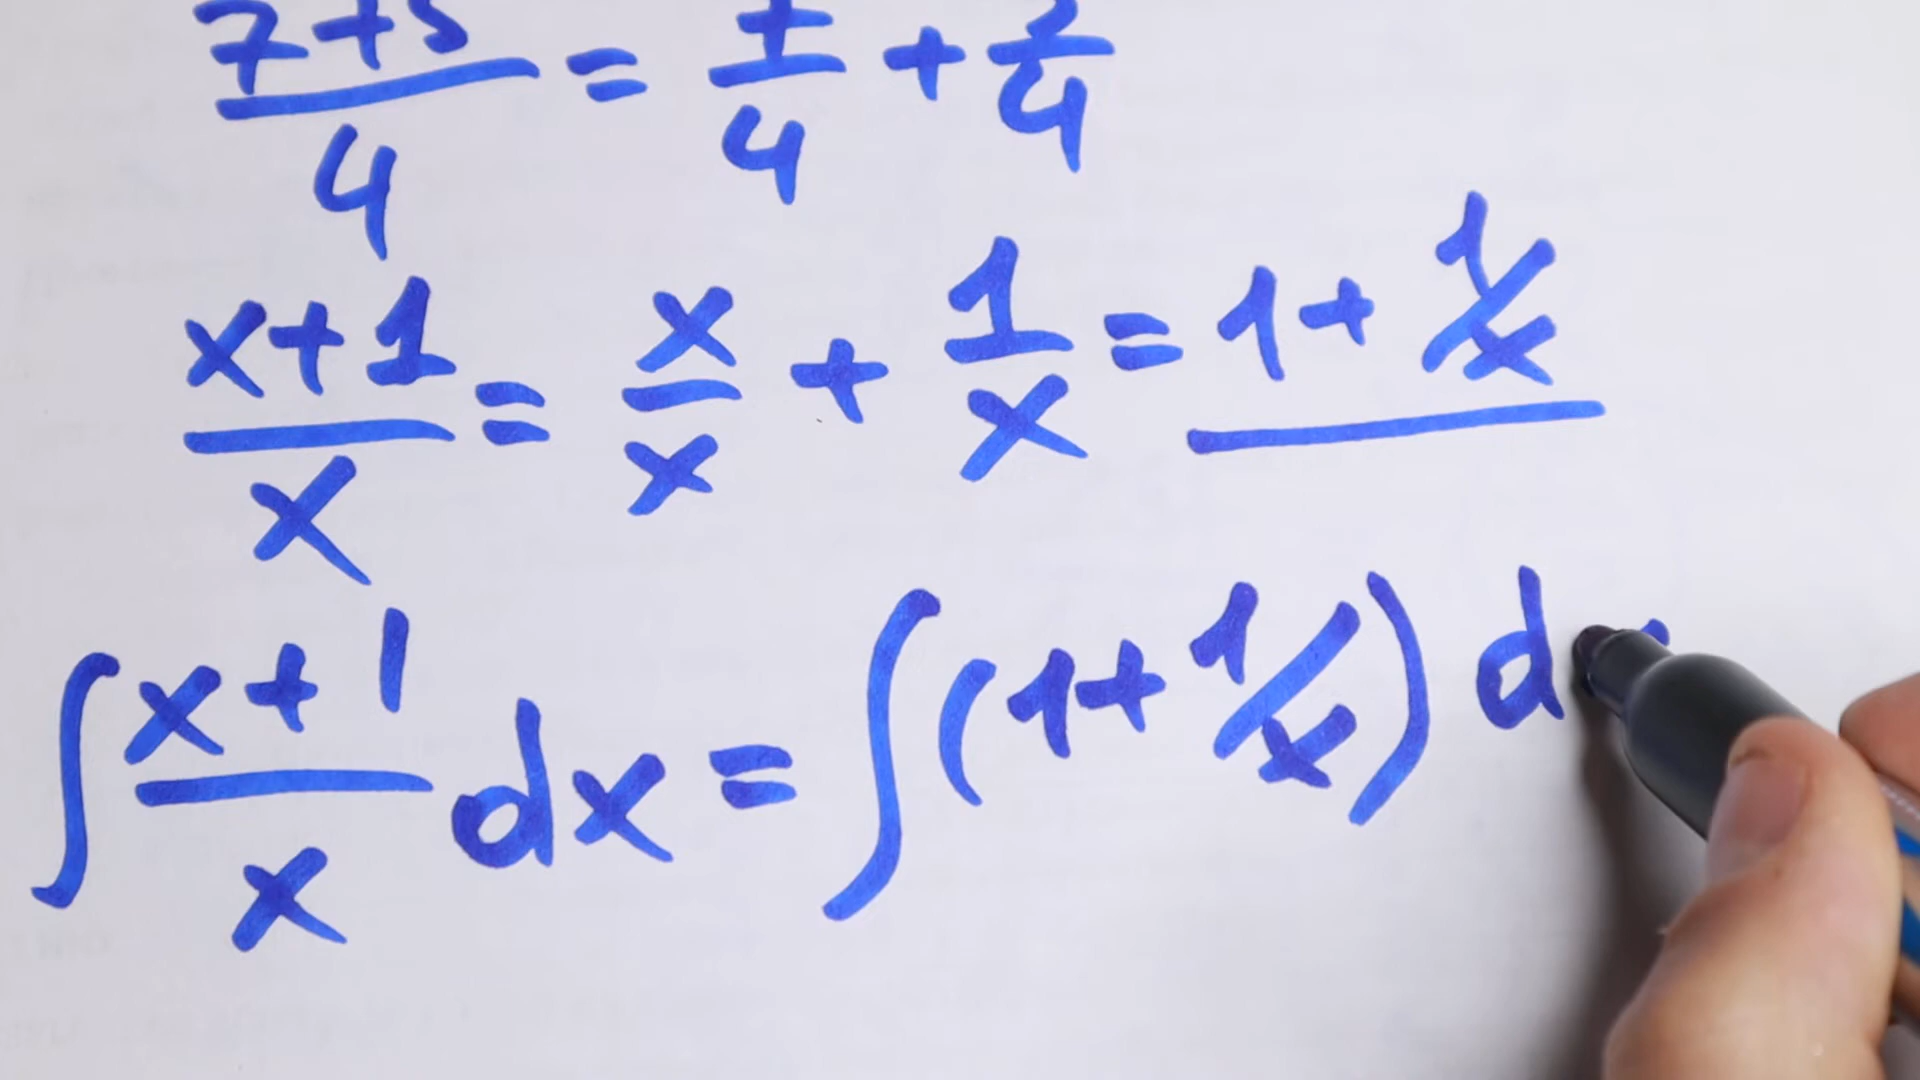 7+5/4 = 7/4 + 5/4
x+1/x = x/x + 1/x = 1 + 1/x
∫ x+1/x dx = ∫(1 + 1/x) d